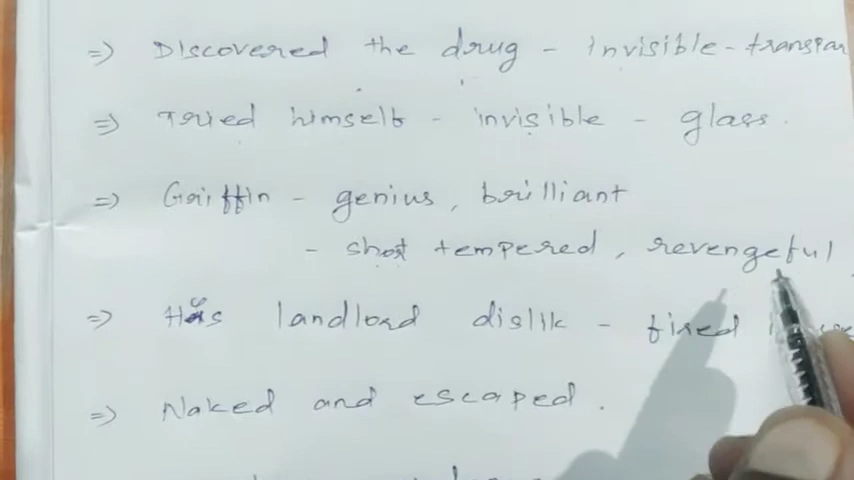 => Discovered the drug - invisible - transpar
=> Tried himself - invisible - glass.
=> Griffin - genius, brilliant
- short tempered, revengeful
=> His landlord dislik - fired
=> Naked and escaped.